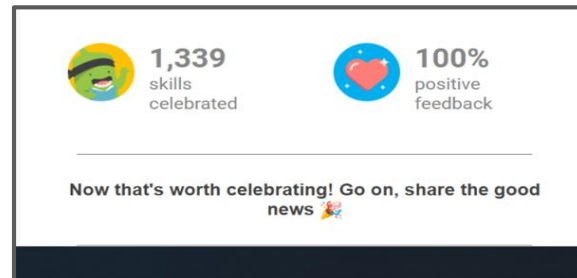 1,339
skills
celebrated
100%
positive
feedback
Now that's worth celebrating! Go on, share the good
news 🎉